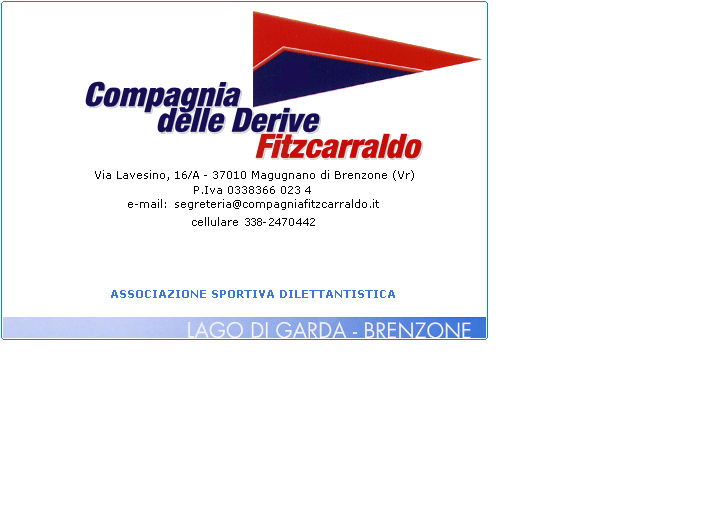 Compagnia
delle Derive
Fitzcarraldo
Via Lavesino, 16/A - 37010 Magugnano di Brenzone (Vr)
P.Iva 0338366 023 4
e-mail: segreteria@compagniafitzcarraldo.it
cellulare 338-2470442
ASSOCIAZIONE SPORTIVA DILETTANTISTICA
LAGO DI GARDA - BRENZONE